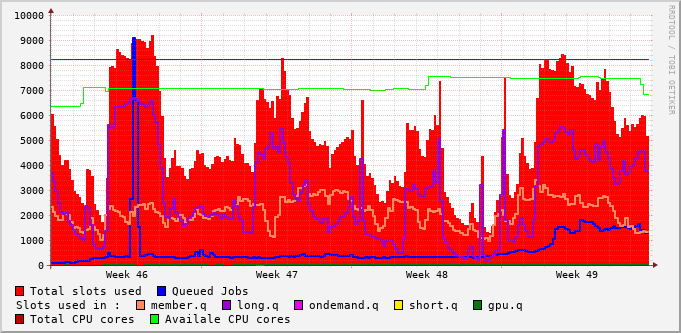 10000
9000
8000
7000
6000
5000
4000
3000
2000
1000
0
Week 46 Week 47 Week 48 Week 49
RRDTOOL / TOBI OETIKER
Total slots used Queued Jobs
Slots used in : member.q long.q ondemand.q short.q gpu.q
Total CPU cores Availale CPU cores